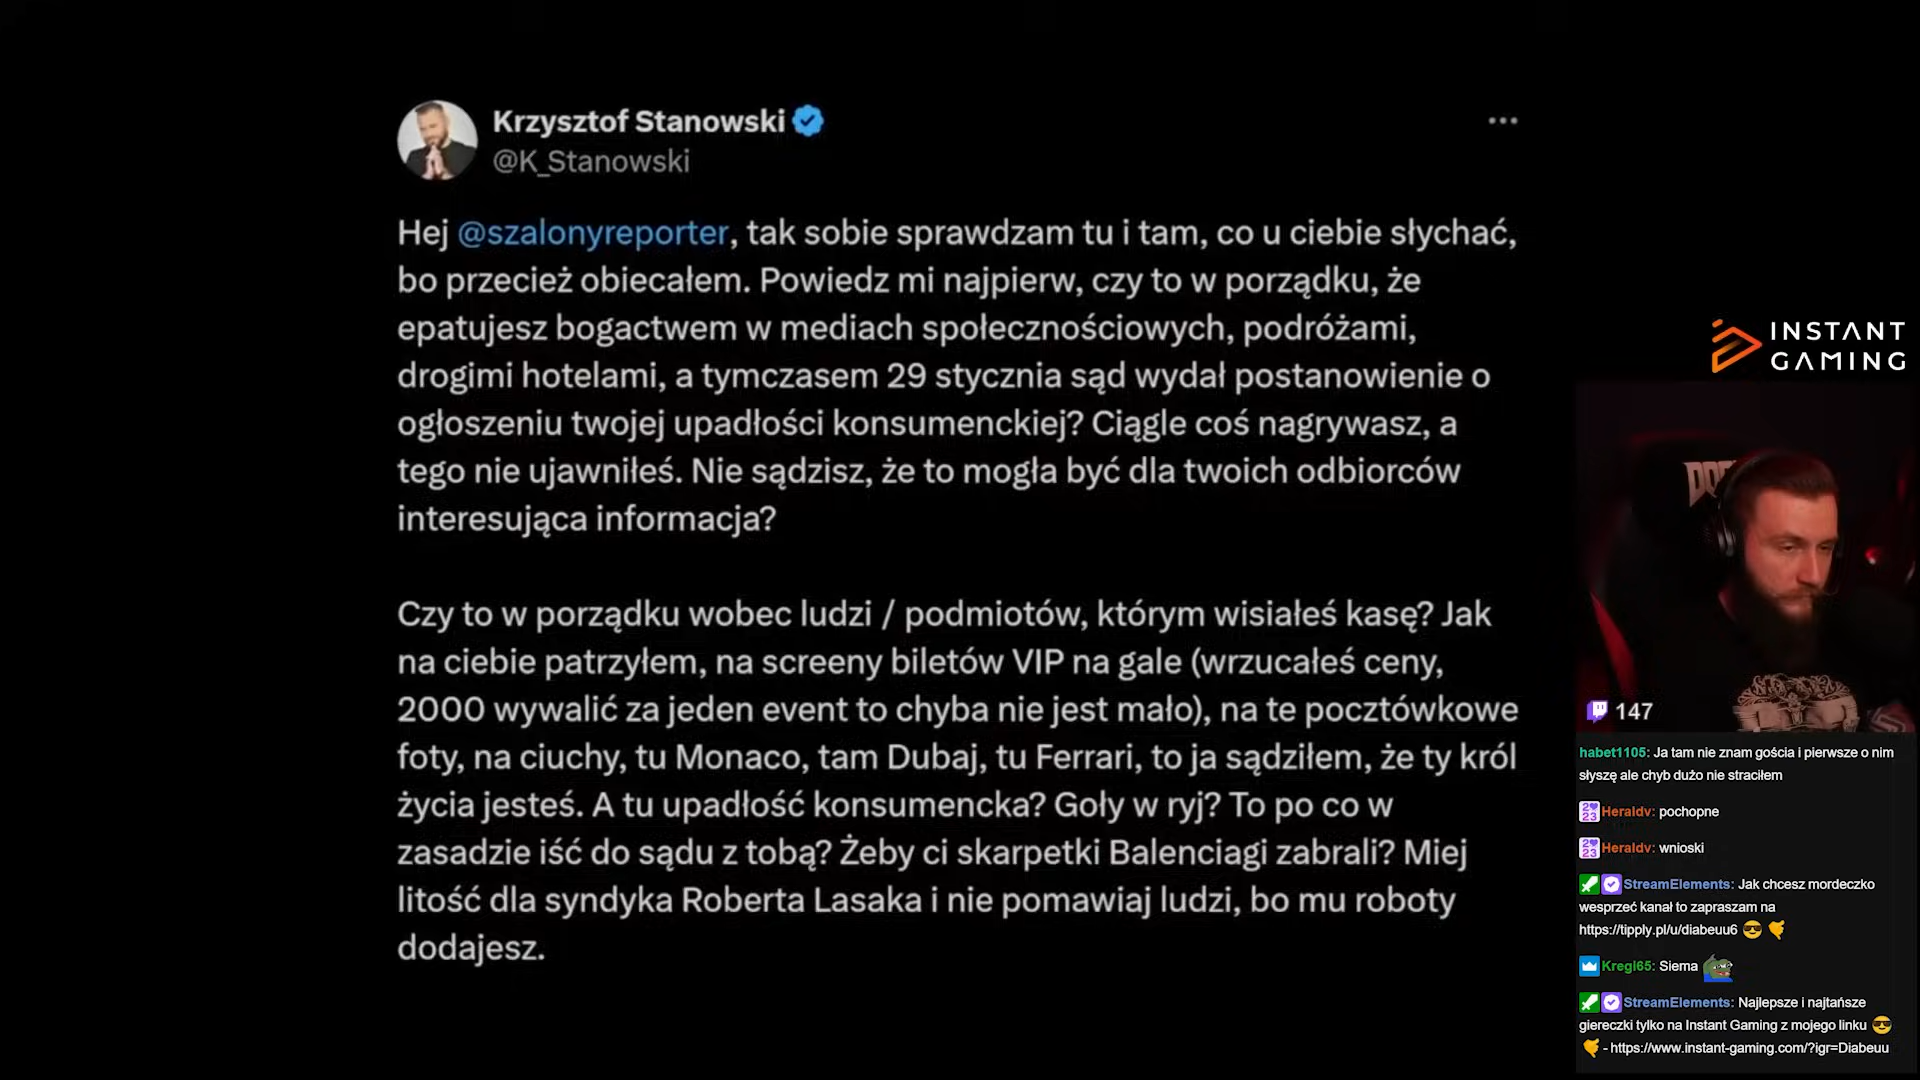 Krzysztof Stanowski
@K_Stanowski
Hej @szalonyreporter, tak sobie sprawdzam tu i tam, co u ciebie słychać,
bo przecież obiecałem. Powiedz mi najpierw, czy to w porządku, że
epatujesz bogactwem w mediach społecznościowych, podróżami,
drogimi hotelami, a tymczasem 29 stycznia sąd wydał postanowienie o
ogłoszeniu twojej upadłości konsumenckiej? Ciągle coś nagrywasz, a
tego nie ujawniłeś. Nie sądzisz, że to mogła być dla twoich odbiorców
interesująca informacja?
Czy to w porządku wobec ludzi / podmiotów, którym wisiałeś kasę? Jak
na ciebie patrzyłem, na screeny biletów VIP na gale (wrzucałeś ceny,
2000 wywalić za jeden event to chyba nie jest mało), na te pocztówkowe
foty, na ciuchy, tu Monaco, tam Dubaj, tu Ferrari, to ja sądziłem, że ty król
życia jesteś. A tu upadłość konsumencka? Goły w ryj? To po co w
zasadzie iść do sądu z tobą? Żeby ci skarpetki Balenciagi zabrali? Miej
litość dla syndyka Roberta Lasaka i nie pomawiaj ludzi, bo mu roboty
dodajesz.
INSTANT
GAMING
147
habet1105: Ja tam nie znam gościa i pierwsze o nim
słyszę ale chyb dużo nie straciłem
Heraldv: pochopne
Heraldv: wnioski
StreamElements: Jak chcesz mordeczko
wesprzeć kanał to zapraszam na
https://tipply.pl/u/diabeuu6
Kregi65: Siema
StreamElements: Najlepsze i najtańsze
giereczki tylko na Instant Gaming z mojego linku
- https://www.instant-gaming.com/?igr=Diabeuu